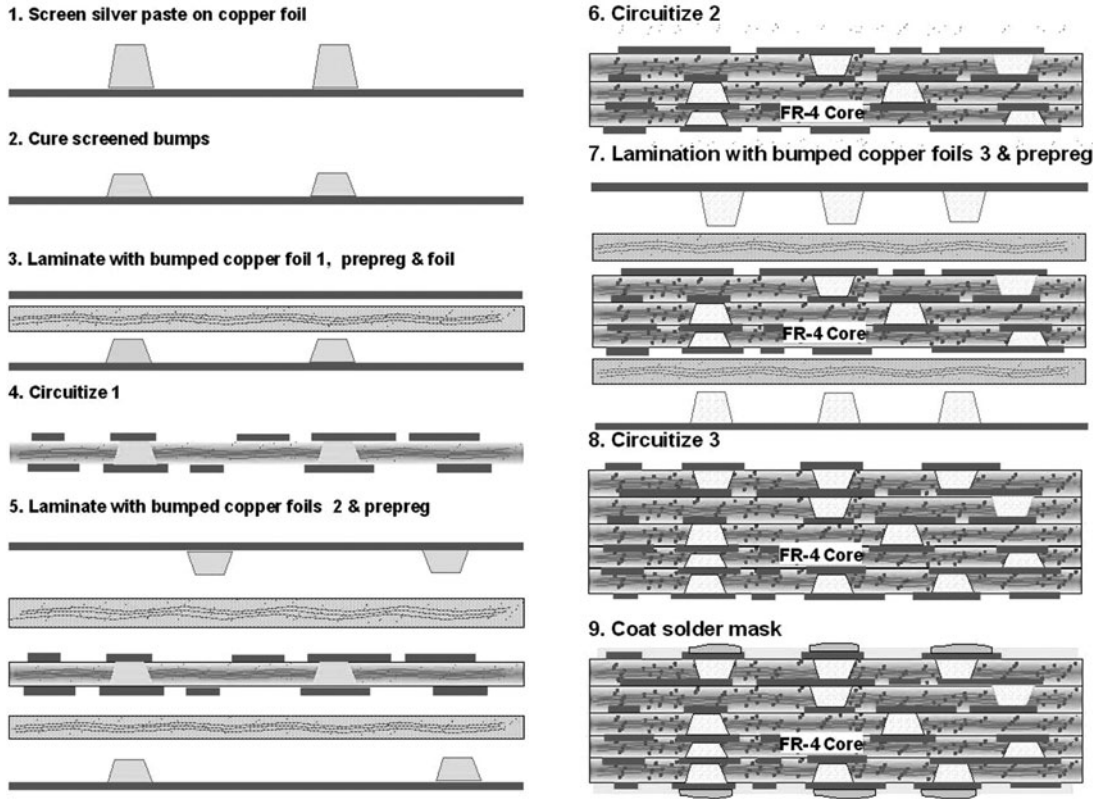 1. Screen silver paste on copper foil
2. Cure screened bumps
3. Laminate with bumped copper foil 1, prepreg & foil
4. Circuitize 1
5. Laminate with bumped copper foils 2 & prepreg
6. Circuitize 2
FR-4 Core
7. Lamination with bumped copper foils 3 & prepreg
FR-4 Core
8. Circuitize 3
FR-4 Core
9. Coat solder mask
FR-4 Core